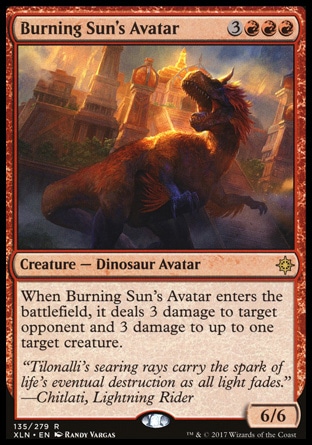 Burning Sun's Avatar 3
Creature — Dinosaur Avatar
When Burning Sun's Avatar enters the
battlefield, it deals 3 damage to target
opponent and 3 damage to up to one
target creature.
"Tilonalli's searing rays carry the spark of
life's eventual destruction as all light fades."
—Chitlati, Lightning Rider
6/6
135/279 R
XLN • EN RANDY VARGAS
™ & © 2017 Wizards of the Coast